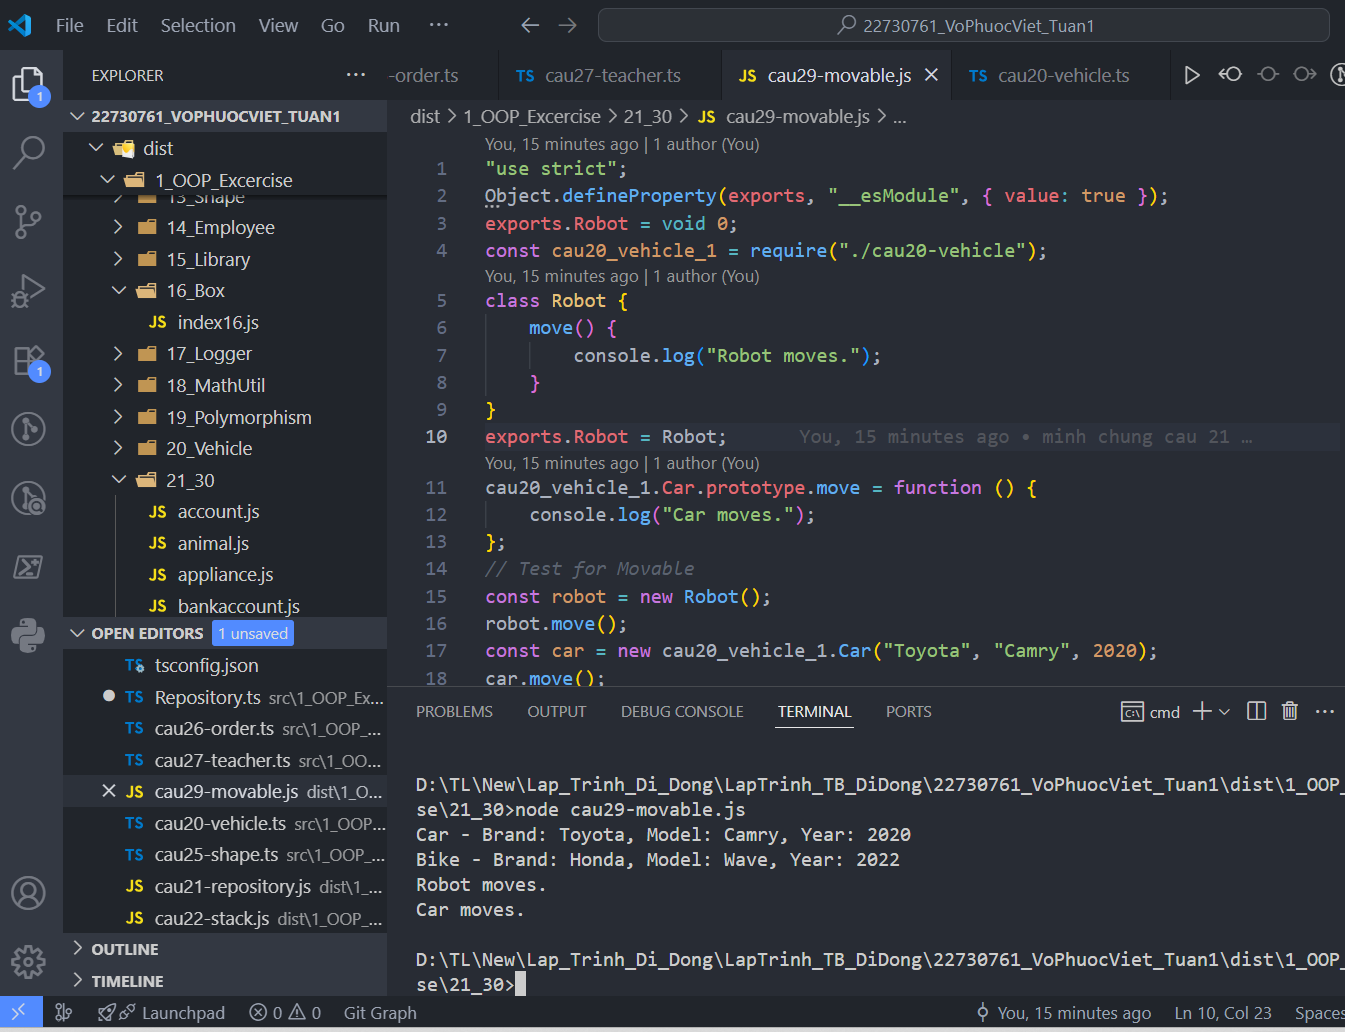 File Edit Selection View Go Run ··· 22730761_VoPhuocViet_Tuan1
EXPLORER ···
-order.ts TS cau27-teacher.ts JS cau29-movable.js TS cau20-vehicle.ts
1
22730761_VOPHUOCVIET_TUAN1
dist
1_OOP_Excercise
13_Shape
14_Employee
15_Library
16_Box
JS index16.js
17_Logger
18_MathUtil
19_Polymorphism
20_Vehicle
21_30
JS account.js
JS animal.js
JS appliance.js
JS bankaccount.js
1
OPEN EDITORS 1 unsaved
TS tsconfig.json
TS Repository.ts src\1_OOP_Ex...
TS cau26-order.ts src\1_OOP_...
TS cau27-teacher.ts src\1_OO...
JS cau29-movable.js dist\1_O...
TS cau20-vehicle.ts src\1_OOP...
TS cau25-shape.ts src\1_OOP_...
JS cau21-repository.js dist\1_...
JS cau22-stack.js dist\1_OOP_...
OUTLINE
TIMELINE
dist > 1_OOP_Excercise > 21_30 > JS cau29-movable.js > ...
You, 15 minutes ago | 1 author (You)
1 "use strict";
2 Object.defineProperty(exports, "__esModule", { value: true });
3 exports.Robot = void 0;
4 const cau20_vehicle_1 = require("./cau20-vehicle");
You, 15 minutes ago | 1 author (You)
5 class Robot {
6 move() {
7 console.log("Robot moves.");
8 }
9 }
10 exports.Robot = Robot; You, 15 minutes ago • minh chung cau 21 …
You, 15 minutes ago | 1 author (You)
11 cau20_vehicle_1.Car.prototype.move = function () {
12 console.log("Car moves.");
13 };
14 // Test for Movable
15 const robot = new Robot();
16 robot.move();
17 const car = new cau20_vehicle_1.Car("Toyota", "Camry", 2020);
18 car.move();
PROBLEMS OUTPUT DEBUG CONSOLE TERMINAL PORTS cmd
D:\TL\New\Lap_Trinh_Di_Dong\LapTrinh_TB_DiDong\22730761_VoPhuocViet_Tuan1\dist\1_OOP_
se\21_30>node cau29-movable.js
Car - Brand: Toyota, Model: Camry, Year: 2020
Bike - Brand: Honda, Model: Wave, Year: 2022
Robot moves.
Car moves.
D:\TL\New\Lap_Trinh_Di_Dong\LapTrinh_TB_DiDong\22730761_VoPhuocViet_Tuan1\dist\1_OOP_
se\21_30>
Launchpad 0 0 Git Graph You, 15 minutes ago Ln 10, Col 23 Spaces